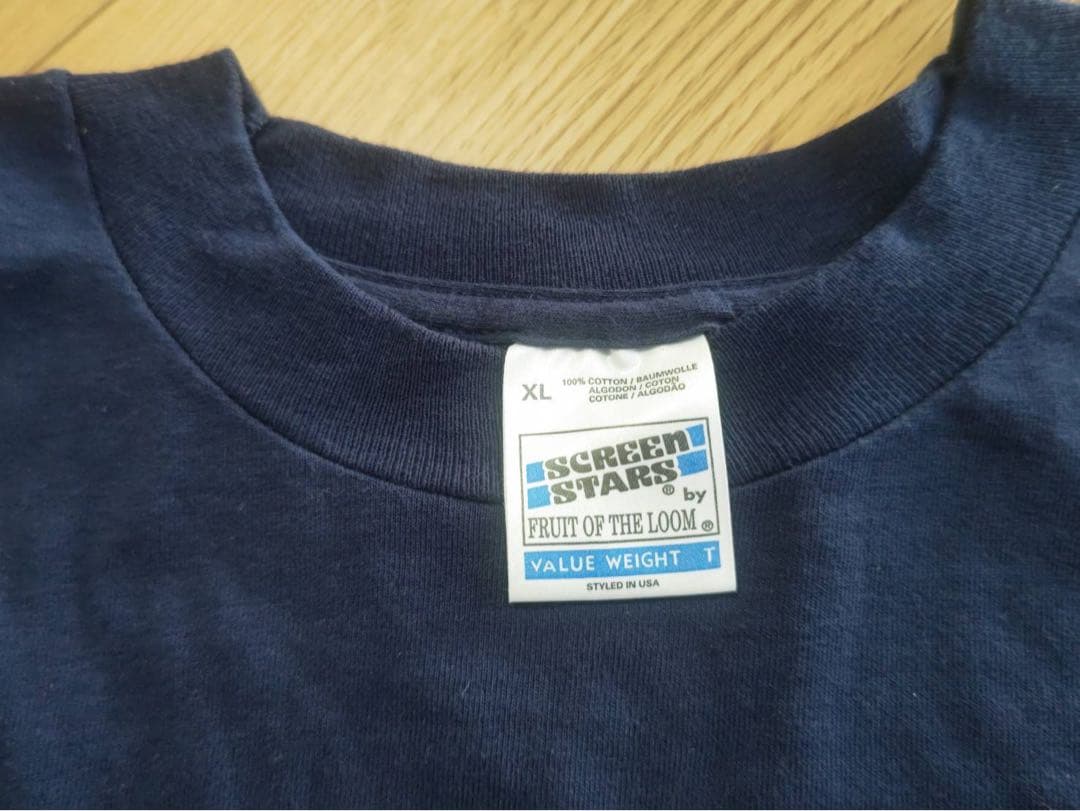 XL
100% COTTON / BAUMWOLLE
ALGODON / COTON
COTONE / ALGODÃO
SCREEN
STARS® by
FRUIT OF THE LOOM®
VALUE WEIGHT T
STYLED IN USA